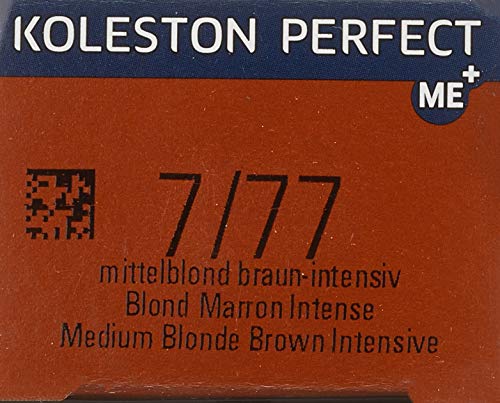 KOLESTON PERFECT
ME+
7/77
mittelblond braun-intensiv
Blond Marron Intense
Medium Blonde Brown Intensive